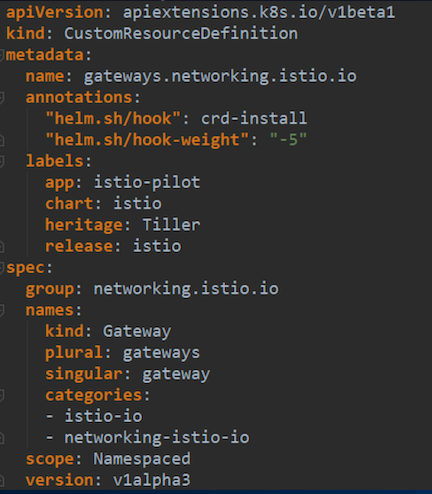 apiVersion: apiextensions.k8s.io/v1beta1
kind: CustomResourceDefinition
metadata:
  name: gateways.networking.istio.io
  annotations:
    "helm.sh/hook": crd-install
    "helm.sh/hook-weight": "-5"
  labels:
    app: istio-pilot
    chart: istio
    heritage: Tiller
    release: istio
spec:
  group: networking.istio.io
  names:
    kind: Gateway
    plural: gateways
    singular: gateway
    categories:
    - istio-io
    - networking-istio-io
  scope: Namespaced
  version: v1alpha3